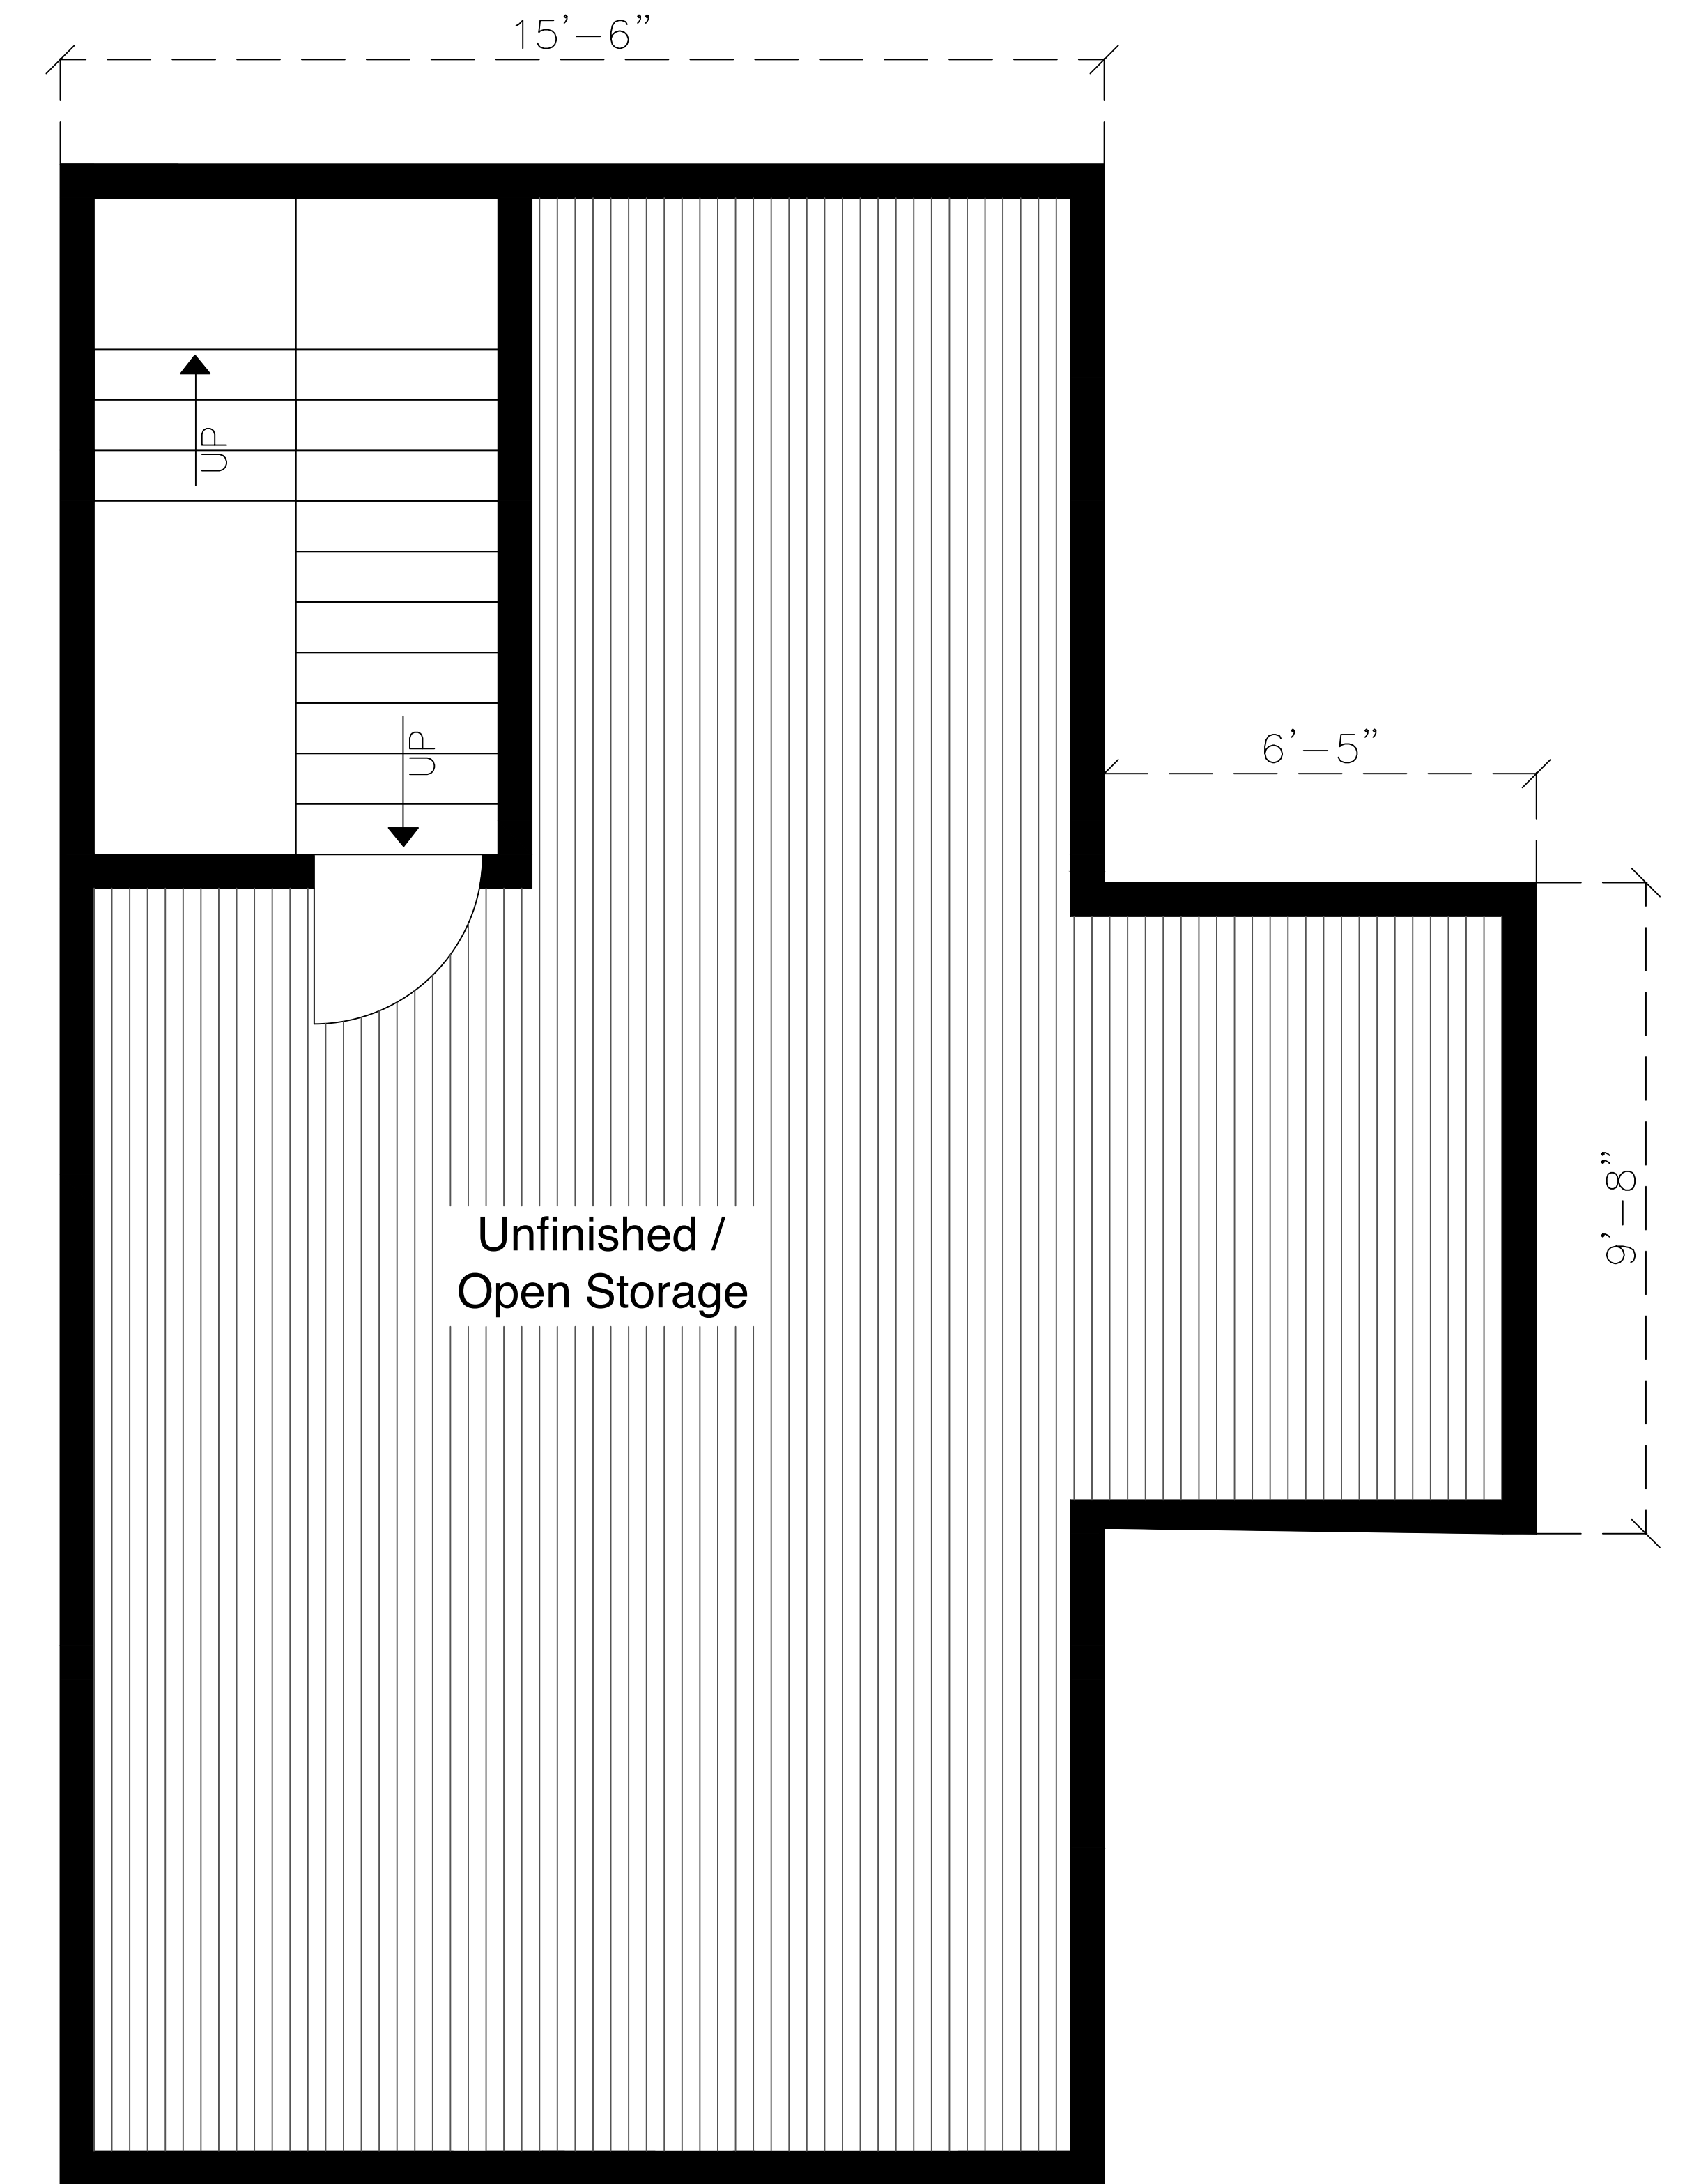 15’-6”
UP
UP
6’-5”
9’-8”
Unfinished /
Open Storage